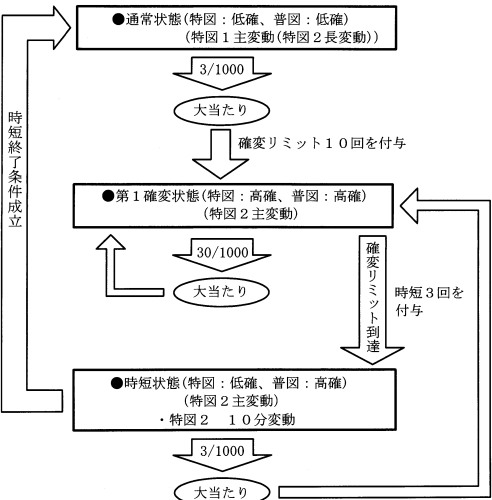 ●通常状態(特図：低確、普図：低確)
(特図１主変動(特図２長変動))
3/1000
大当たり
確変リミット１０回を付与
時短終了条件成立
●第１確変状態(特図：高確、普図：高確)
(特図２主変動)
30/1000
大当たり
確変リミット到達
時短３回を
付与
●時短状態(特図：低確、普図：高確)
(特図２主変動)
・特図２　１０分変動
3/1000
大当たり